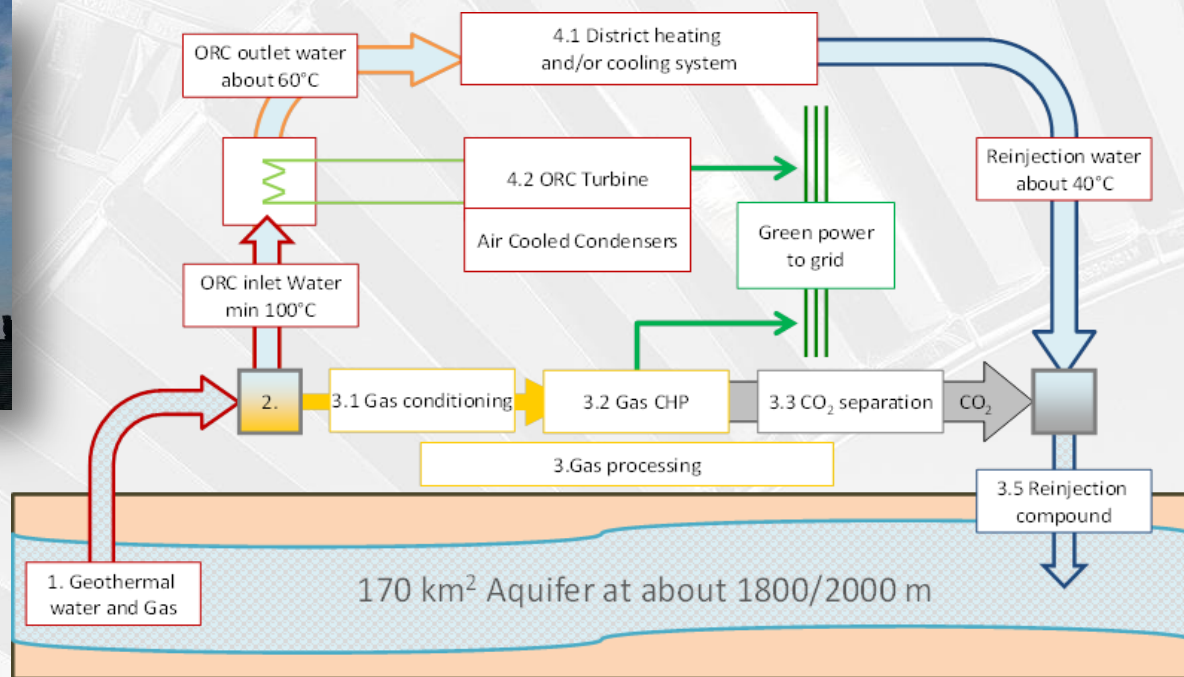 ORC outlet water
about 60°C
4.1 District heating
and/or cooling system
4.2 ORC Turbine
Air Cooled Condensers
Green power
to grid
Reinjection water
about 40°C
ORC inlet Water
min 100°C
2.
3.1 Gas conditioning
3.2 Gas CHP
3.3 CO₂ separation
CO₂
3.Gas processing
3.5 Reinjection
compound
1. Geothermal
water and Gas
170 km² Aquifer at about 1800/2000 m